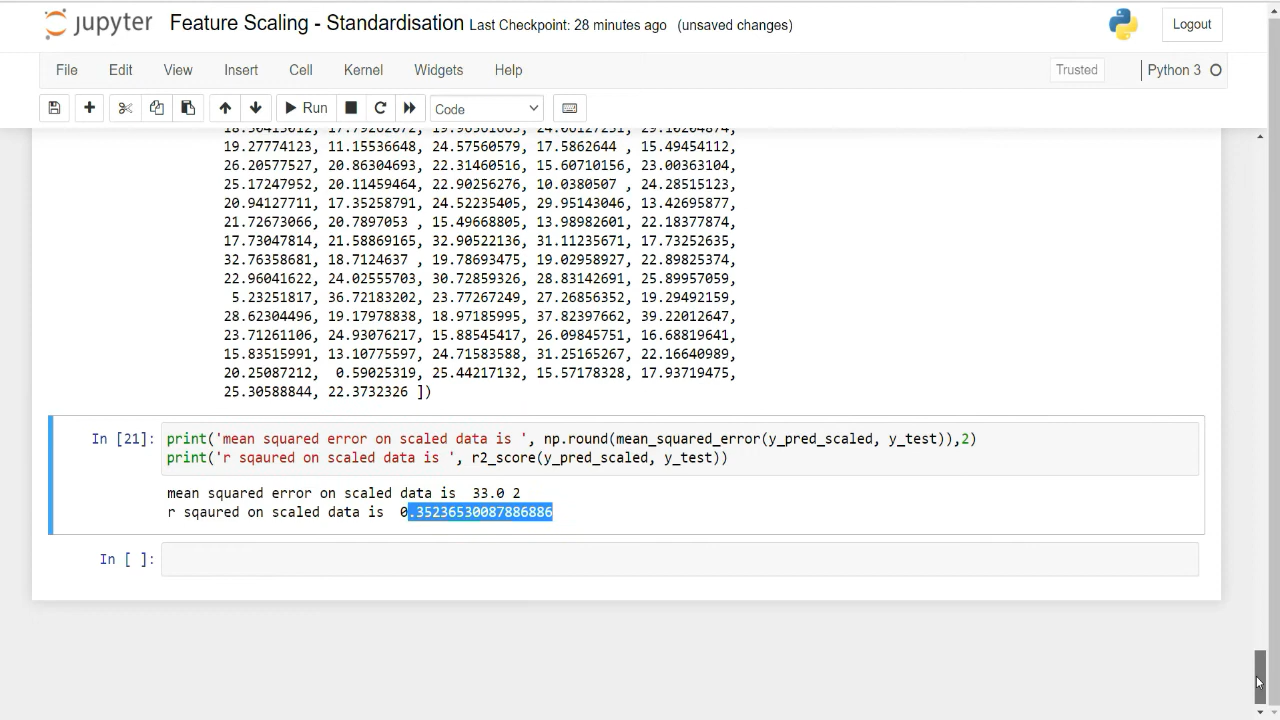 jupyter Feature Scaling - Standardisation Last Checkpoint: 28 minutes ago (unsaved changes) Logout
File Edit View Insert Cell Kernel Widgets Help Trusted Python 3
Run Code
18.50415012, 17.79262072, 19.96561665, 24.06127251, 29.10204874,
19.27774123, 11.15536648, 24.57560579, 17.5862644 , 15.49454112,
26.20577527, 20.86304693, 22.31460516, 15.60710156, 23.00363104,
25.17247952, 20.11459464, 22.90256276, 10.0380507 , 24.28515123,
20.94127711, 17.35258791, 24.52235405, 29.95143046, 13.42695877,
21.72673066, 20.7897053 , 15.49668805, 13.98982601, 22.18377874,
17.73047814, 21.58869165, 32.90522136, 31.11235671, 17.73252635,
32.76358681, 18.7124637 , 19.78693475, 19.02958927, 22.89825374,
22.96041622, 24.02555703, 30.72859326, 28.83142691, 25.89957059,
5.23251817, 36.72183202, 23.77267249, 27.26856352, 19.29492159,
28.62304496, 19.17978838, 18.97185995, 37.82397662, 39.22012647,
23.71261106, 24.93076217, 15.88545417, 26.09845751, 16.68819641,
15.83515991, 13.10775597, 24.71583588, 31.25165267, 22.16640989,
20.25087212, 0.59025319, 25.44217132, 15.57178328, 17.93719475,
25.30588844, 22.3732326 ])
In [21]: print('mean squared error on scaled data is ', np.round(mean_squared_error(y_pred_scaled, y_test)),2)
print('r sqaured on scaled data is ', r2_score(y_pred_scaled, y_test))
mean squared error on scaled data is  33.0 2
r sqaured on scaled data is  0.35236530087886886
In [ ]: